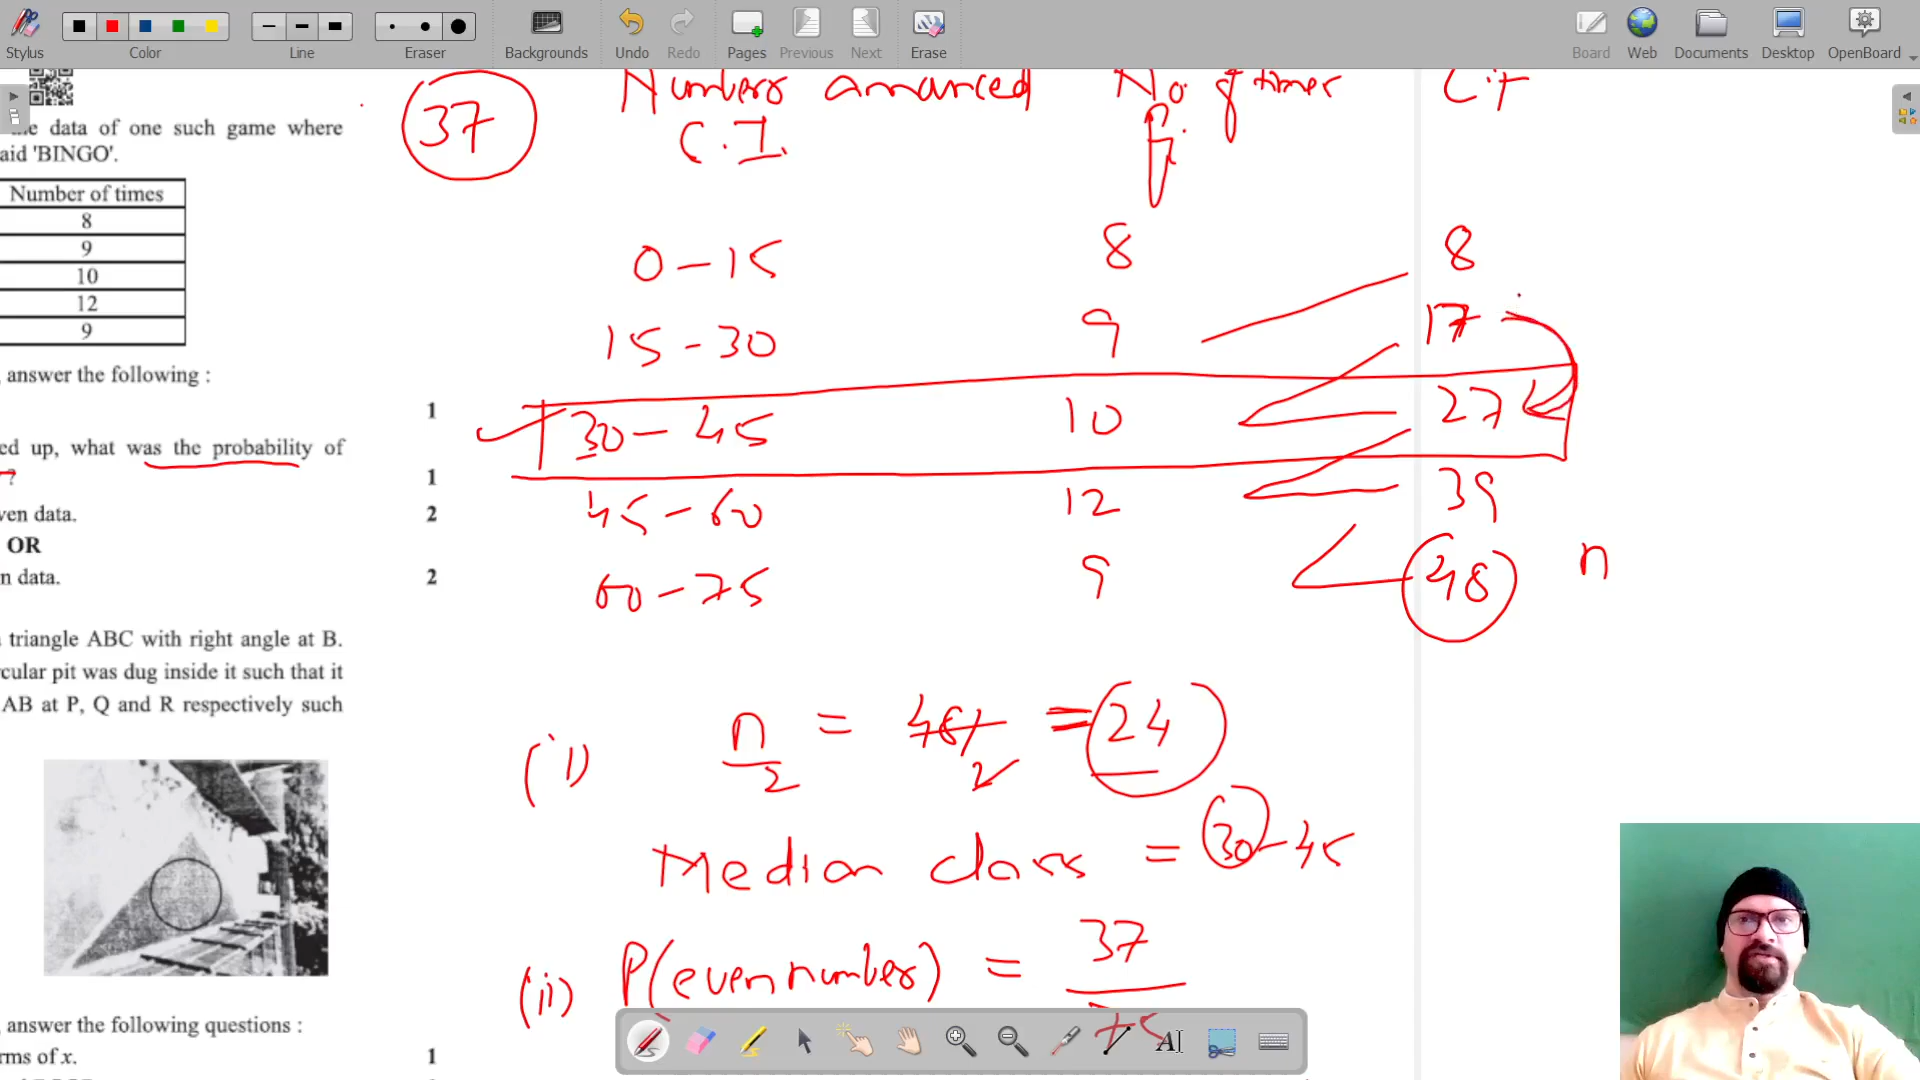 Stylus Color Line Eraser Backgrounds Undo Redo Pages Previous Next Erase Board Web Documents Desktop OpenBoard
data of one such game where
aid 'BINGO'.
Number of times
8
9
10
12
9
, answer the following :
1
ed up, what was the probability of
?
1
ven data.
2
OR
n data.
2
triangle ABC with right angle at B.
rcular pit was dug inside it such that it
AB at P, Q and R respectively such
, answer the following questions :
rms of x.
1
37
Numbers announced No. of times C.f
C.I. fi
0 - 15 8 8
15 - 30 9 17
30 - 45 10 27
45 - 60 12 39
60 - 75 9 48 n
(i) n/2 = 48/2 = 24
Median class = 30 - 45
(ii) P(even number) = 37/75